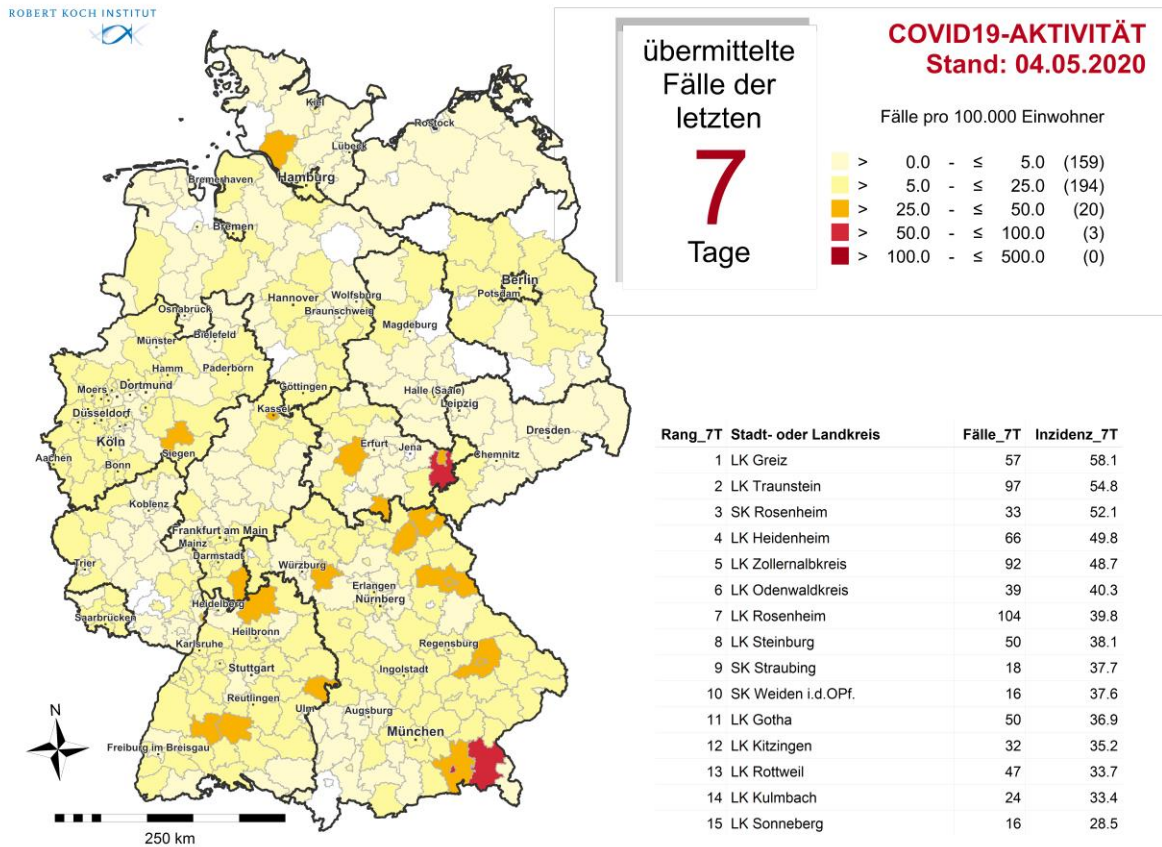 ROBERT KOCH INSTITUT
übermittelte
Fälle der
letzten
7
Tage
COVID19-AKTIVITÄT
Stand: 04.05.2020
Fälle pro 100.000 Einwohner
> 0.0 - ≤ 5.0 (159)
> 5.0 - ≤ 25.0 (194)
> 25.0 - ≤ 50.0 (20)
> 50.0 - ≤ 100.0 (3)
> 100.0 - ≤ 500.0 (0)
Kiel
Rostock
Lübeck
Hamburg
Bremerhaven
Bremen
Berlin
Potsdam
Hannover
Wolfsburg
Braunschweig
Osnabrück
Magdeburg
Bielefeld
Münster
Hamm
Paderborn
Moers
Dortmund
Göttingen
Halle (Saale)
Leipzig
Düsseldorf
Kassel
Köln
Siegen
Erfurt
Jena
Dresden
Chemnitz
Aachen
Bonn
Koblenz
Frankfurt am Main
Mainz
Darmstadt
Trier
Würzburg
Erlangen
Nürnberg
Heidelberg
Saarbrücken
Heilbronn
Karlsruhe
Regensburg
Stuttgart
Ingolstadt
Reutlingen
Ulm
Augsburg
München
Freiburg im Breisgau
N
250 km
Rang_7T Stadt- oder Landkreis Fälle_7T Inzidenz_7T
1 LK Greiz 57 58.1
2 LK Traunstein 97 54.8
3 SK Rosenheim 33 52.1
4 LK Heidenheim 66 49.8
5 LK Zollernalbkreis 92 48.7
6 LK Odenwaldkreis 39 40.3
7 LK Rosenheim 104 39.8
8 LK Steinburg 50 38.1
9 SK Straubing 18 37.7
10 SK Weiden i.d.OPf. 16 37.6
11 LK Gotha 50 36.9
12 LK Kitzingen 32 35.2
13 LK Rottweil 47 33.7
14 LK Kulmbach 24 33.4
15 LK Sonneberg 16 28.5